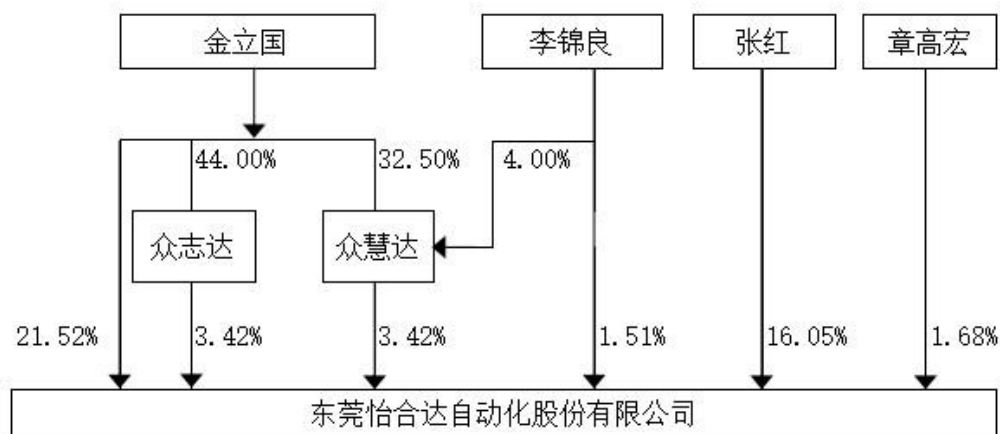 金立国
李锦良
张红
章高宏
44.00%
32.50%
4.00%
众志达
众慧达
21.52%
3.42%
3.42%
1.51%
16.05%
1.68%
东莞怡合达自动化股份有限公司